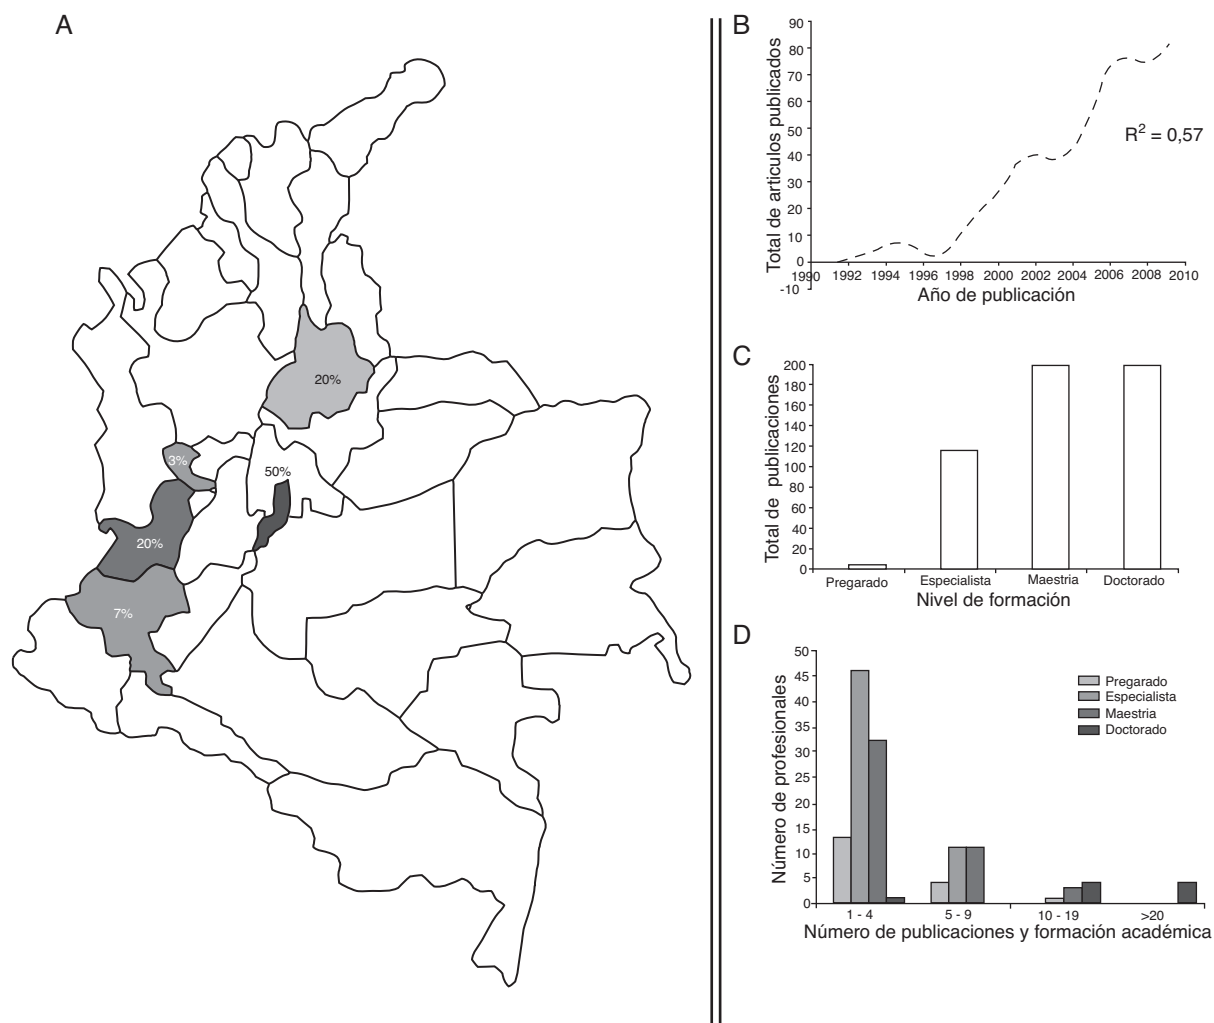 A
20%
3%
50%
20%
7%
B
Total de articulos publicados
90
80
70
60
50
40
30
20
10
0
-10
1990 1992 1994 1996 1998 2000 2002 2004 2006 2008 2010
R² = 0,57
Año de publicación
C
Total de publicaciones
200
180
160
140
120
100
80
60
40
20
0
Pregarado Especialista Maestria Doctorado
Nivel de formación
D
Número de profesionales
50
45
40
35
30
25
20
15
10
5
0
Pregarado
Especialista
Maestria
Doctorado
1 - 4 5 - 9 10 - 19 >20
Número de publicaciones y formación académica